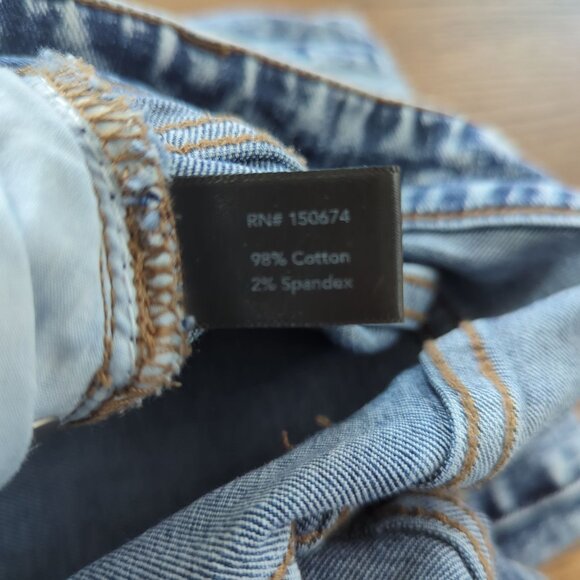 RN# 150674
98% Cotton
2% Spandex